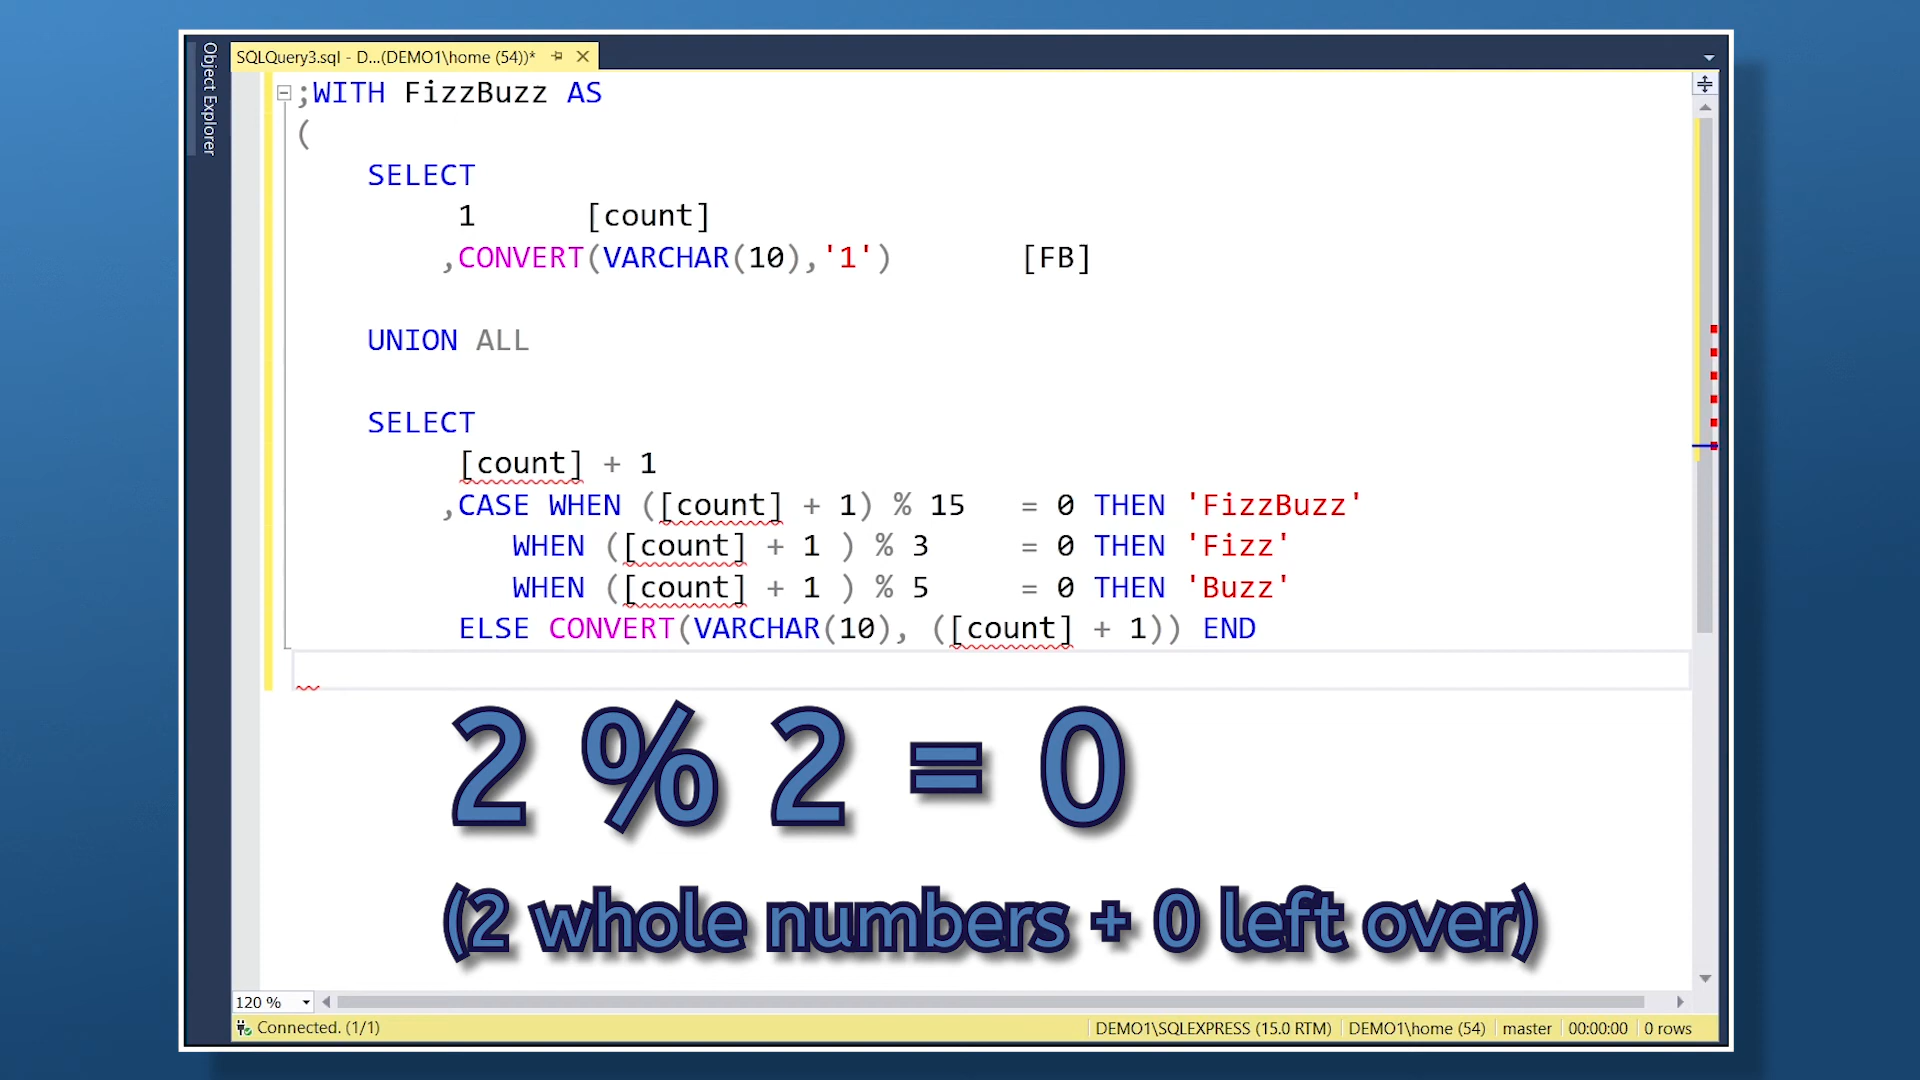 Object Explorer
SQLQuery3.sql - D...(DEMO1\home (54))*
;WITH FizzBuzz AS
(
SELECT
1 [count]
,CONVERT(VARCHAR(10),'1') [FB]
UNION ALL
SELECT
[count] + 1
,CASE WHEN ([count] + 1) % 15 = 0 THEN 'FizzBuzz'
WHEN ([count] + 1 ) % 3 = 0 THEN 'Fizz'
WHEN ([count] + 1 ) % 5 = 0 THEN 'Buzz'
ELSE CONVERT(VARCHAR(10), ([count] + 1)) END
2 % 2 = 0
(2 whole numbers + 0 left over)
120 %
Connected. (1/1) DEMO1\SQLEXPRESS (15.0 RTM) DEMO1\home (54) master 00:00:00 0 rows